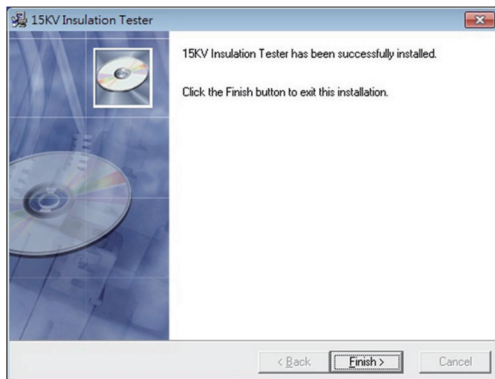 15KV Insulation Tester
15KV Insulation Tester has been successfully installed.
Click the Finish button to exit this installation.
< Back
Finish >
Cancel